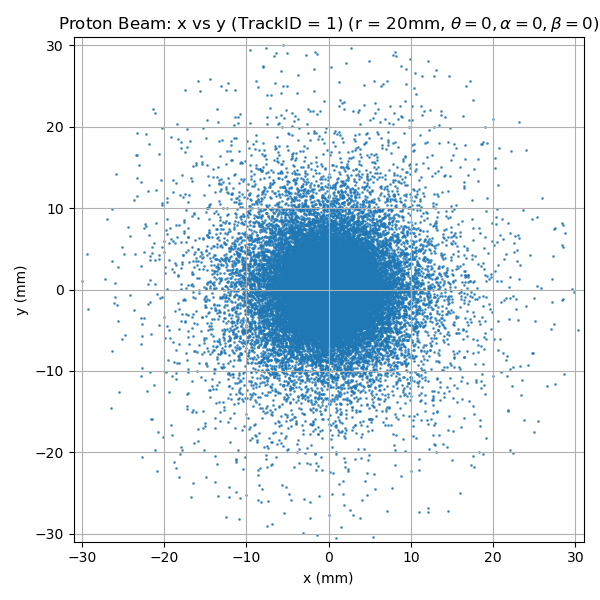 Proton Beam: x vs y (TrackID = 1) (r = 20mm, θ = 0, α = 0, β = 0)
30
20
10
0
−10
−20
−30
y (mm)
−30 −20 −10 0 10 20 30
x (mm)